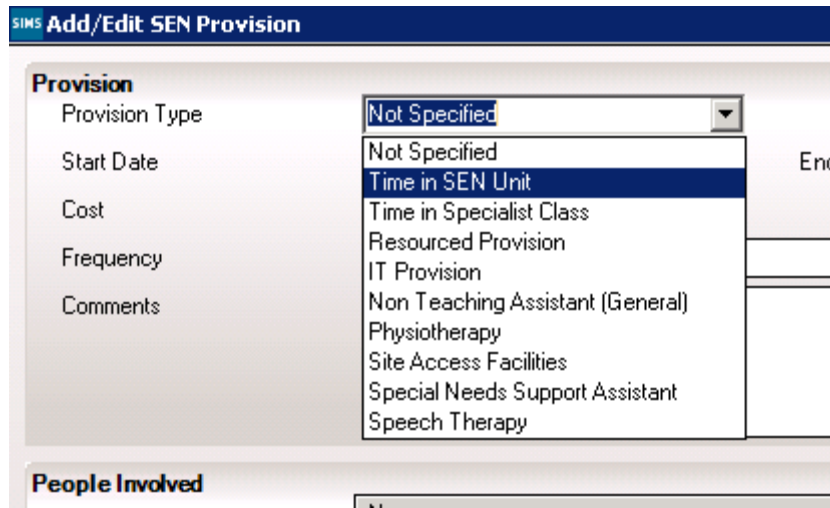 SIMS Add/Edit SEN Provision
Provision
Provision Type
Not Specified
Start Date
Cost
Frequency
Comments
Not Specified
Time in SEN Unit
Time in Specialist Class
Resourced Provision
IT Provision
Non Teaching Assistant (General)
Physiotherapy
Site Access Facilities
Special Needs Support Assistant
Speech Therapy
People Involved